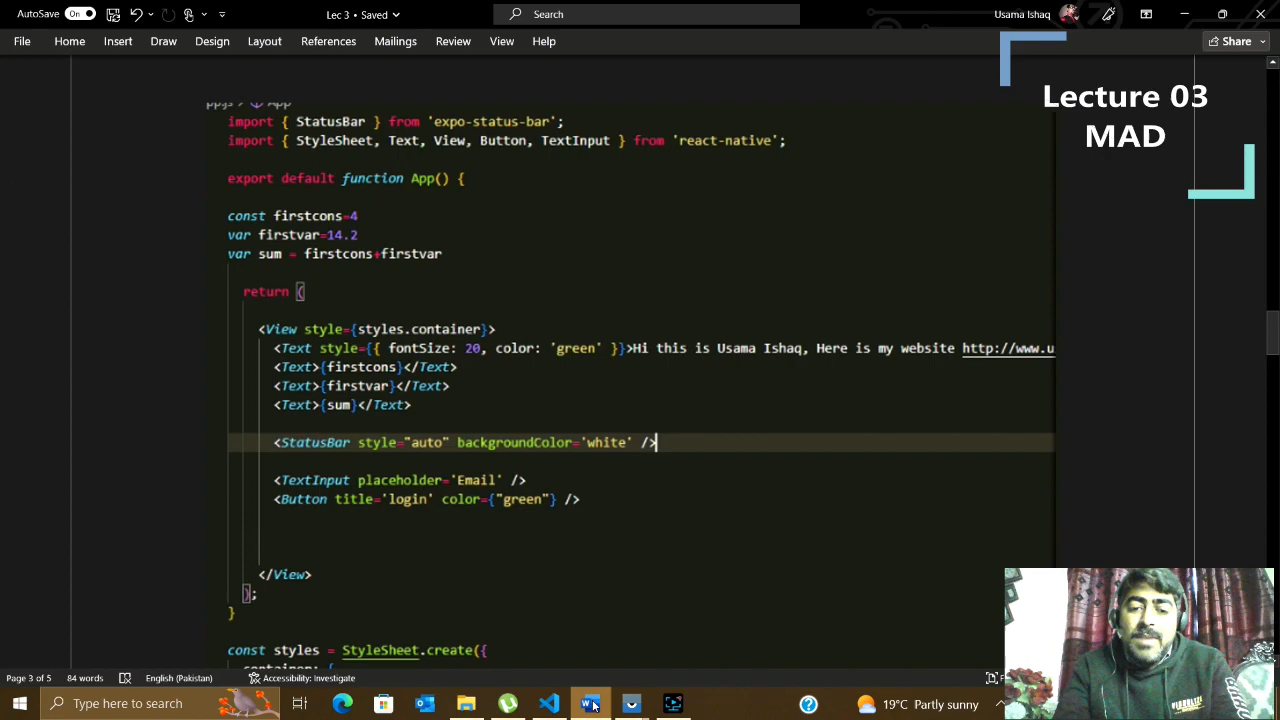 AutoSave On Lec 3 • Saved Search Usama Ishaq
File Home Insert Draw Design Layout References Mailings Review View Help Share
Lecture 03
MAD
ppjs > App
import { StatusBar } from 'expo-status-bar';
import { StyleSheet, Text, View, Button, TextInput } from 'react-native';
export default function App() {
const firstcons=4
var firstvar=14.2
var sum = firstcons+firstvar
return (
<View style={styles.container}>
<Text style={{ fontSize: 20, color: 'green' }}>Hi this is Usama Ishaq, Here is my website http://www.u
<Text>{firstcons}</Text>
<Text>{firstvar}</Text>
<Text>{sum}</Text>
<StatusBar style="auto" backgroundColor='white' />
<TextInput placeholder='Email' />
<Button title='login' color={"green"} />
</View>
);
}
const styles = StyleSheet.create({
container: {
Page 3 of 5 84 words English (Pakistan) Accessibility: Investigate
Type here to search 19°C Partly sunny